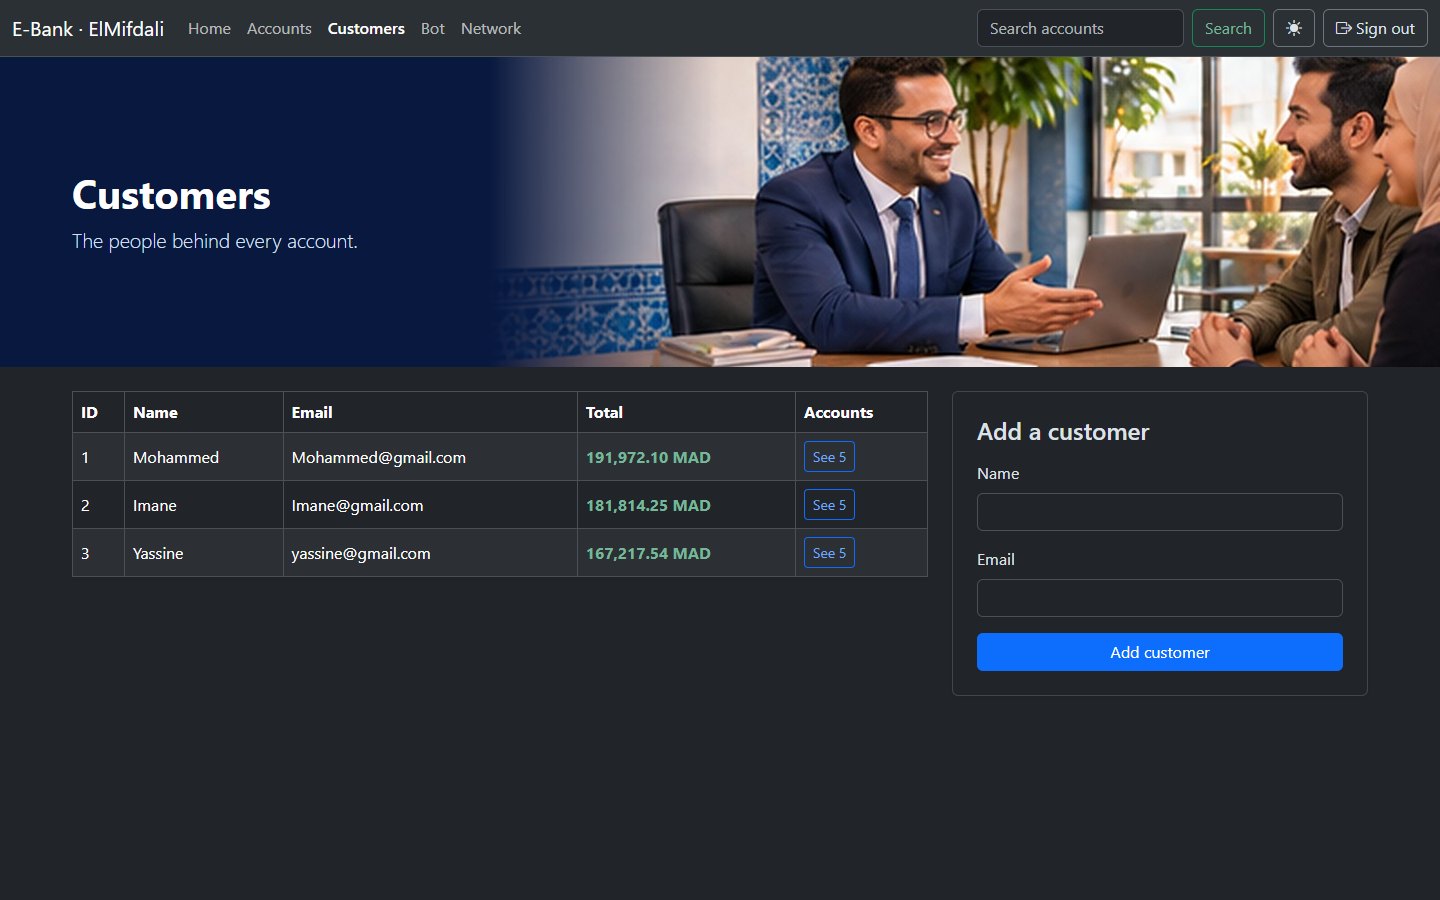 E-Bank · ElMifdali Home Accounts Customers Bot Network Search accounts Search Sign out
Customers
The people behind every account.
ID Name Email Total Accounts
1 Mohammed Mohammed@gmail.com 191,972.10 MAD See 5
2 Imane Imane@gmail.com 181,814.25 MAD See 5
3 Yassine yassine@gmail.com 167,217.54 MAD See 5
Add a customer
Name
Email
Add customer